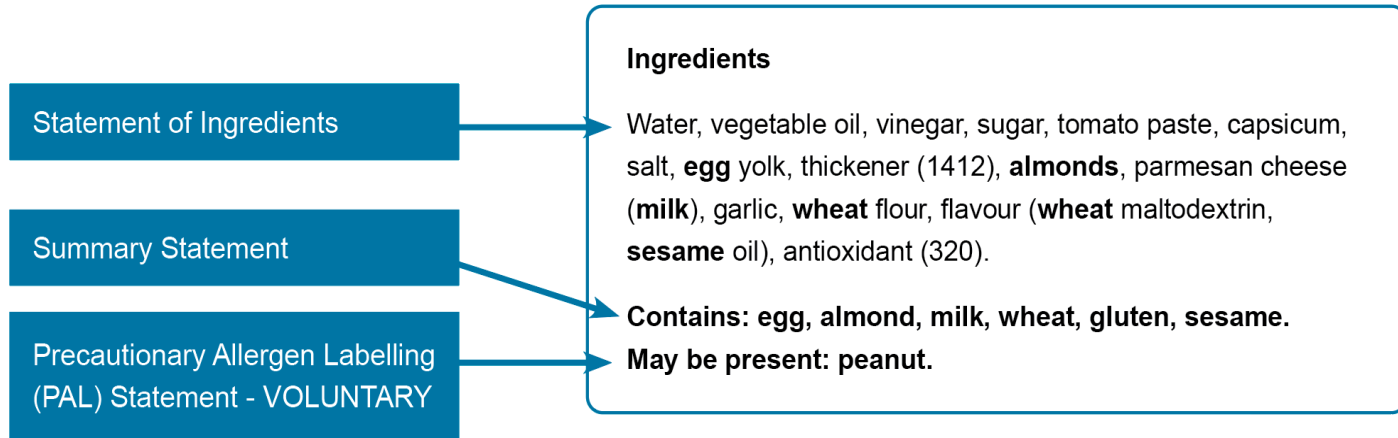 Statement of Ingredients
Summary Statement
Precautionary Allergen Labelling
(PAL) Statement - VOLUNTARY
Ingredients
Water, vegetable oil, vinegar, sugar, tomato paste, capsicum,
salt, egg yolk, thickener (1412), almonds, parmesan cheese
(milk), garlic, wheat flour, flavour (wheat maltodextrin,
sesame oil), antioxidant (320).
Contains: egg, almond, milk, wheat, gluten, sesame.
May be present: peanut.